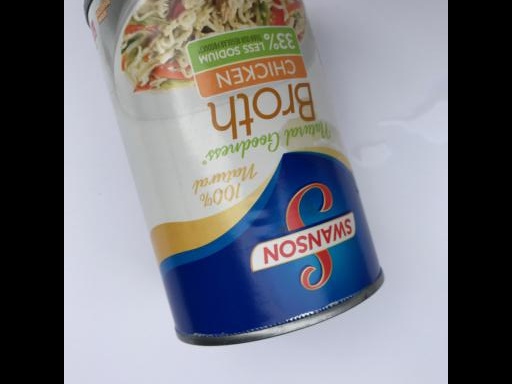 SWANSON
100%
Natural
Natural Goodness
Broth
CHICKEN
33% LESS SODIUM